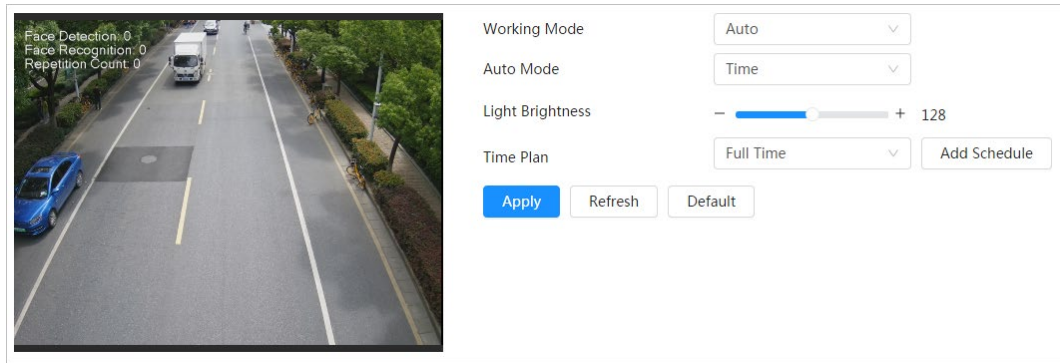 Face Detection: 0
Face Recognition: 0
Repetition Count: 0
Working Mode Auto
Auto Mode Time
Light Brightness − + 128
Time Plan Full Time Add Schedule
Apply Refresh Default